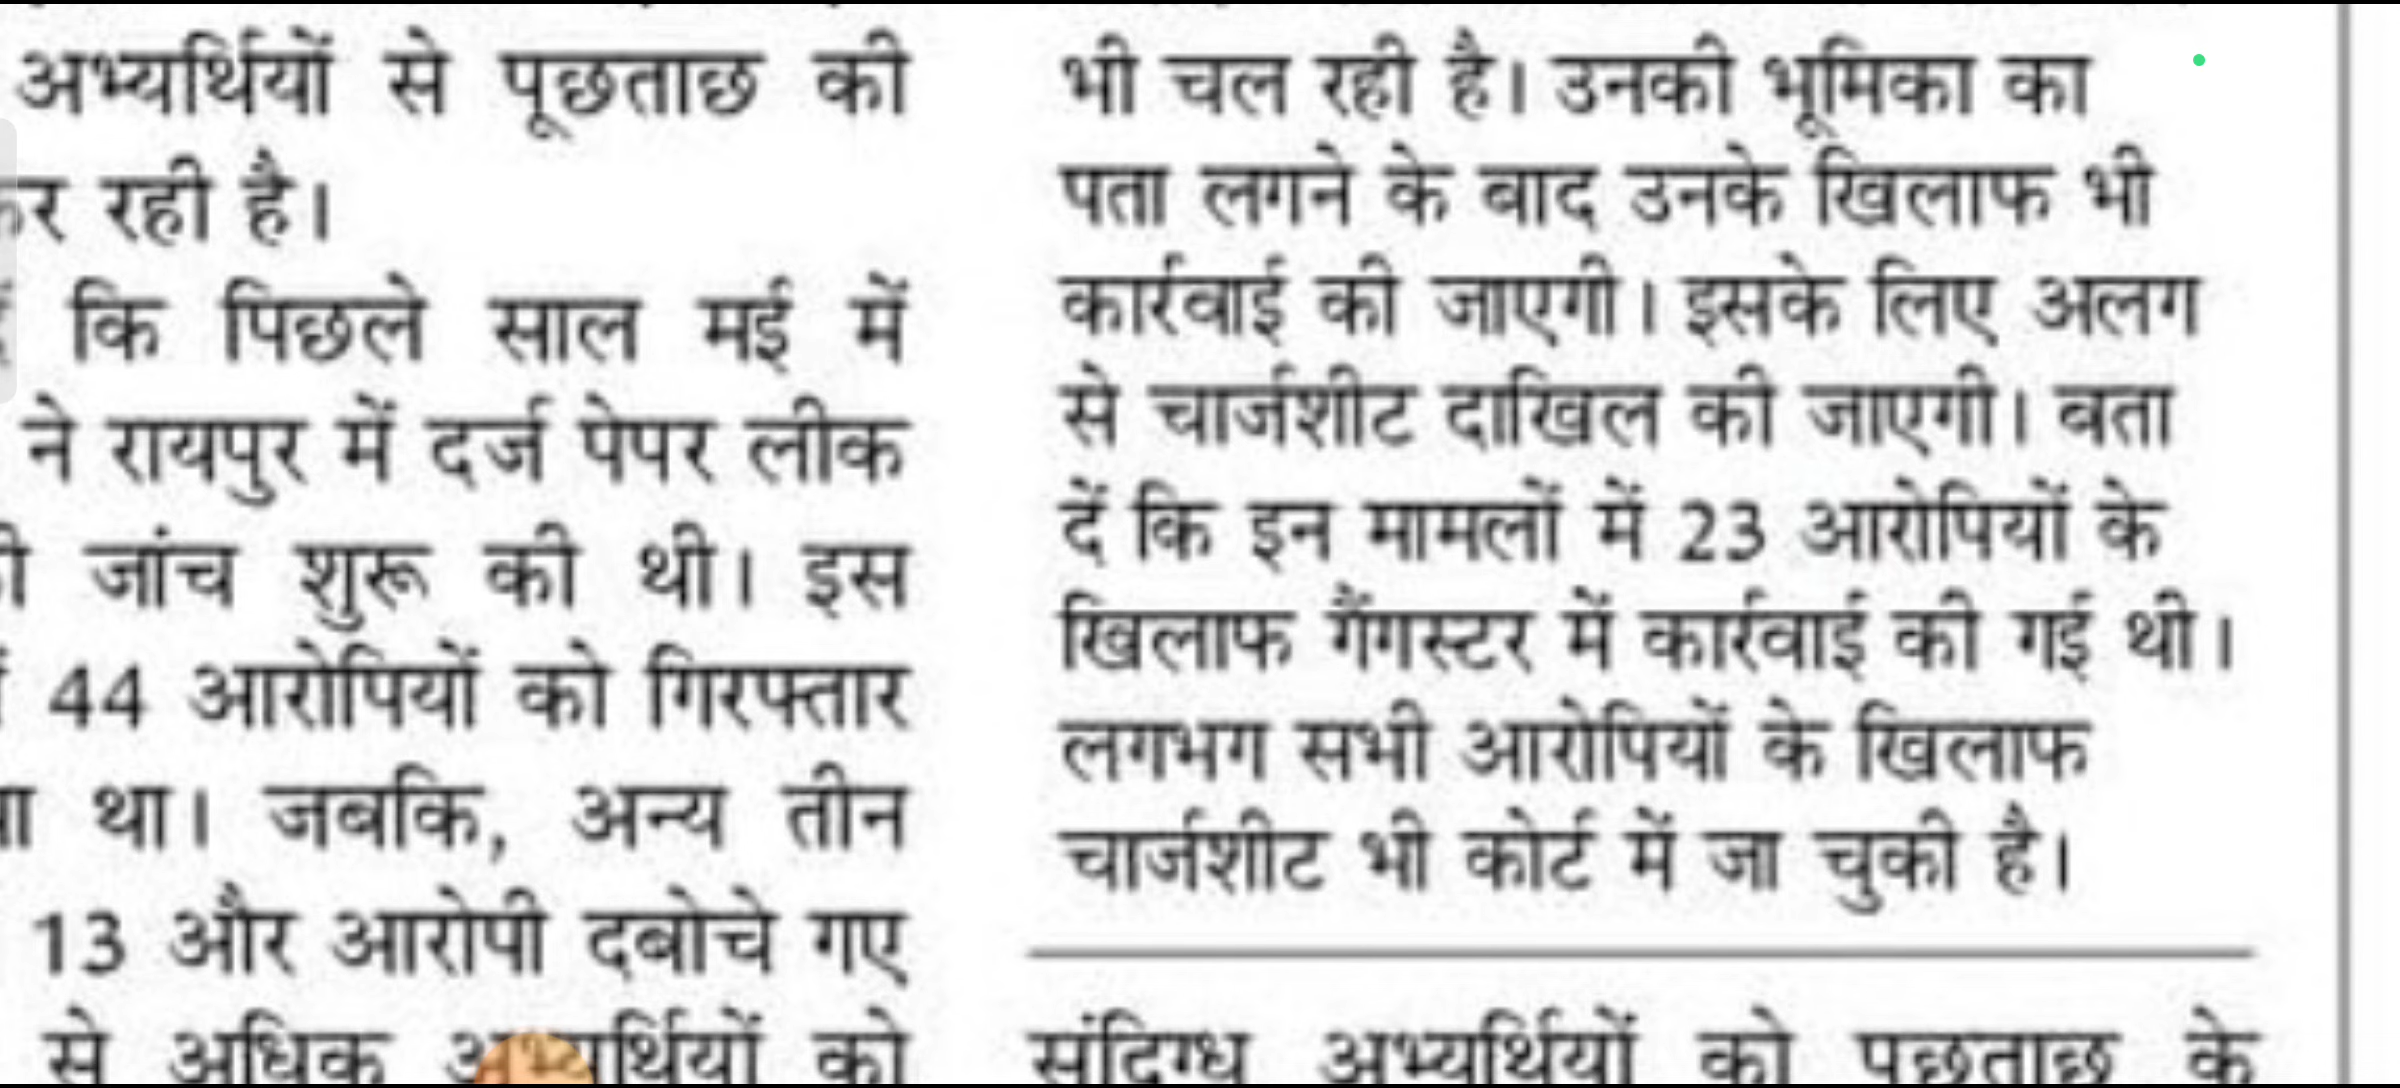 अभ्यर्थियों से पूछताछ की
रही है।
कि पिछले साल मई में
ने रायपुर में दर्ज पेपर लीक
जांच शुरू की थी। इस
44 आरोपियों को गिरफ्तार
था। जबकि, अन्य तीन
13 और आरोपी दबोचे गए
से अधिक अभ्यर्थियों को
भी चल रही है। उनकी भूमिका का
पता लगने के बाद उनके खिलाफ भी
कार्रवाई की जाएगी। इसके लिए अलग
से चार्जशीट दाखिल की जाएगी। बता
दें कि इन मामलों में 23 आरोपियों के
खिलाफ गैंगस्टर में कार्रवाई की गई थी।
लगभग सभी आरोपियों के खिलाफ
चार्जशीट भी कोर्ट में जा चुकी है।
संदिग्ध अभ्यर्थियों को पूछताछ के